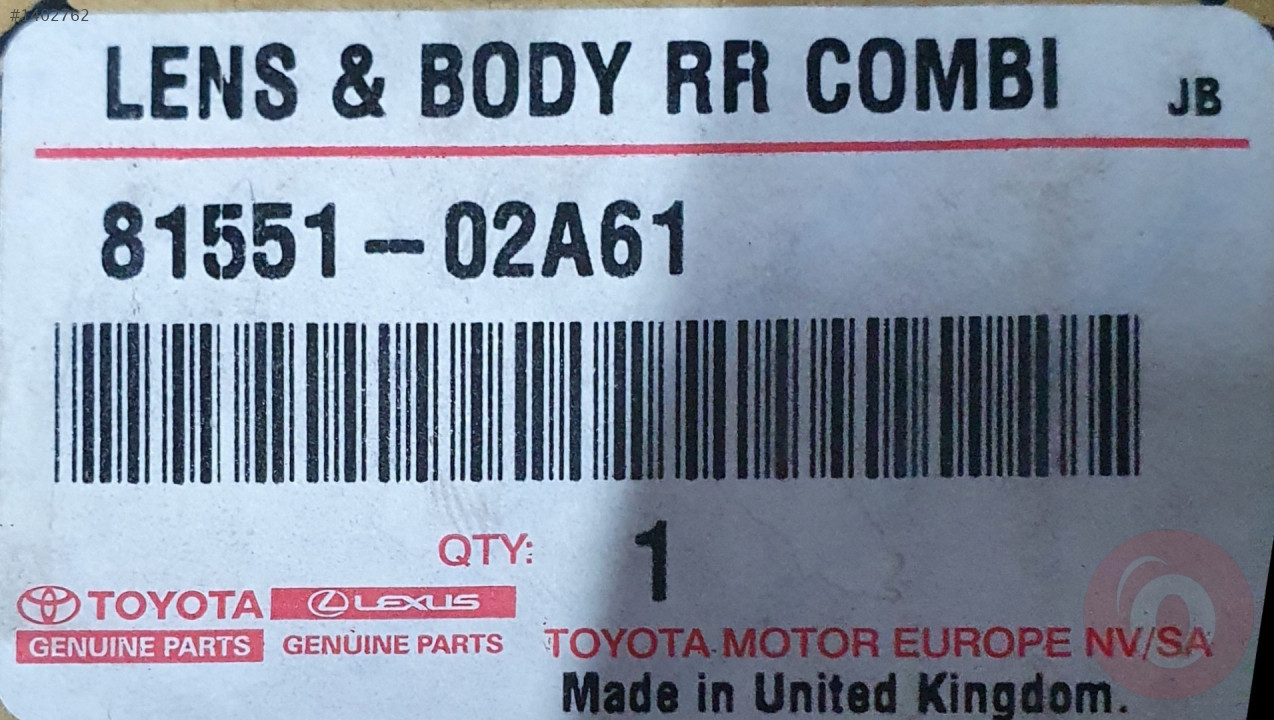 #1402762
LENS & BODY RR COMBI JB
81551-02A61
QTY: 1
TOYOTA LEXUS
GENUINE PARTS GENUINE PARTS TOYOTA MOTOR EUROPE NV/SA
Made in United Kingdom.